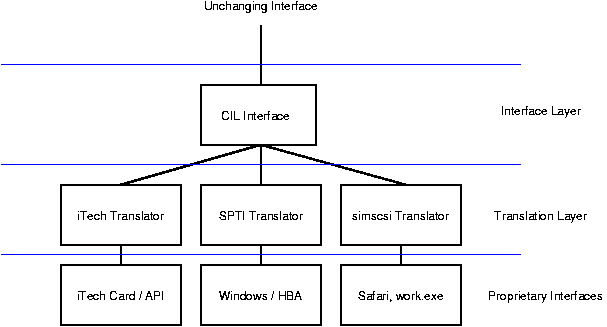 Unchanging Interface
CIL Interface
Interface Layer
iTech Translator
SPTI Translator
simscsi Translator
Translation Layer
iTech Card / API
Windows / HBA
Safari, work.exe
Proprietary Interfaces